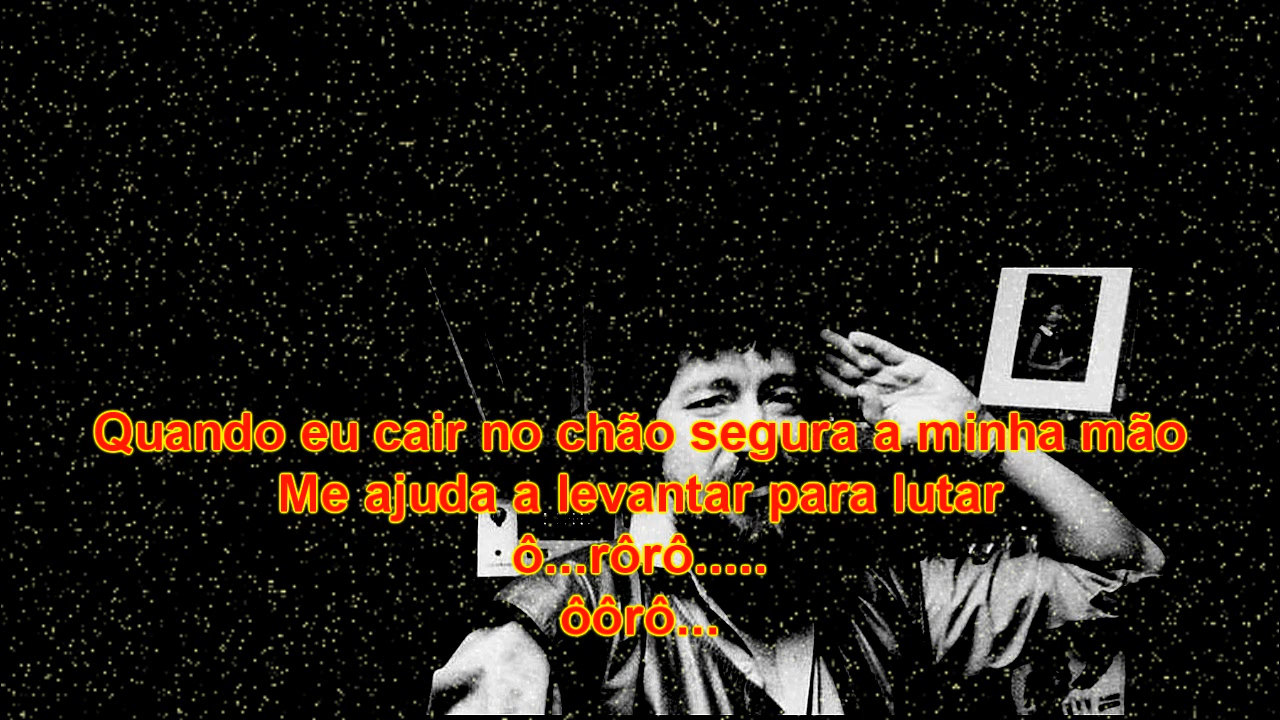 Quando eu cair no chão segura a minha mão
Me ajuda a levantar para lutar
ô...rôrô.....
ôôrô...